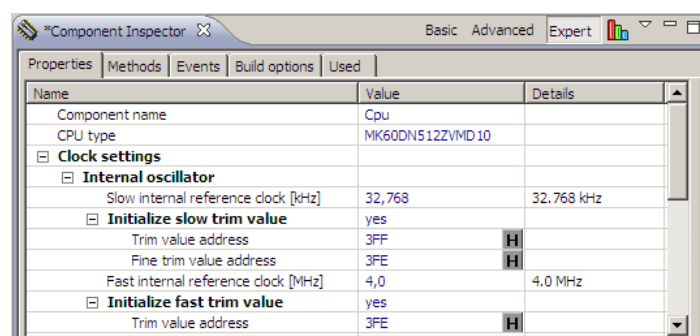 *Component Inspector Basic Advanced Expert
Properties Methods Events Build options Used
Name Value Details
Component name Cpu
CPU type MK60DN512ZVMD10
Clock settings
Internal oscillator
Slow internal reference clock [kHz] 32,768 32.768 kHz
Initialize slow trim value yes
Trim value address 3FF H
Fine trim value address 3FE H
Fast internal reference clock [MHz] 4,0 4.0 MHz
Initialize fast trim value yes
Trim value address 3FE H